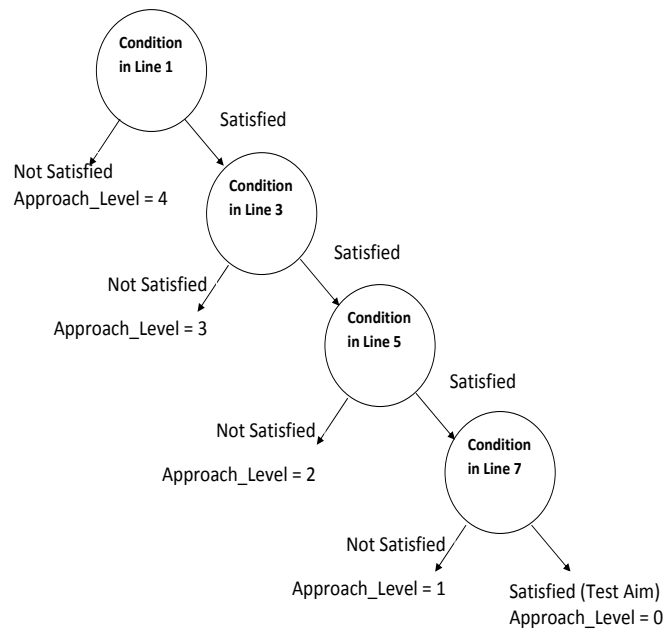 Condition
in Line 1
Satisfied
Not Satisfied
Approach_Level = 4
Condition
in Line 3
Satisfied
Not Satisfied
Approach_Level = 3
Condition
in Line 5
Satisfied
Not Satisfied
Approach_Level = 2
Condition
in Line 7
Not Satisfied
Approach_Level = 1
Satisfied (Test Aim)
Approach_Level = 0